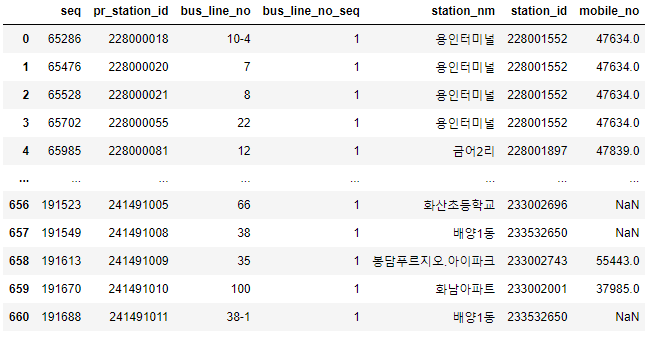 seq pr_station_id bus_line_no bus_line_no_seq station_nm station_id mobile_no
0 65286 228000018 10-4 1 용인터미널 228001552 47634.0
1 65476 228000020 7 1 용인터미널 228001552 47634.0
2 65528 228000021 8 1 용인터미널 228001552 47634.0
3 65702 228000055 22 1 용인터미널 228001552 47634.0
4 65985 228000081 12 1 금어2리 228001897 47839.0
... ... ... ... ... ... ... ...
656 191523 241491005 66 1 화산초등학교 233002696 NaN
657 191549 241491008 38 1 배양1동 233532650 NaN
658 191613 241491009 35 1 봉담푸르지오.아이파크 233002743 55443.0
659 191670 241491010 100 1 화남아파트 233002001 37985.0
660 191688 241491011 38-1 1 배양1동 233532650 NaN